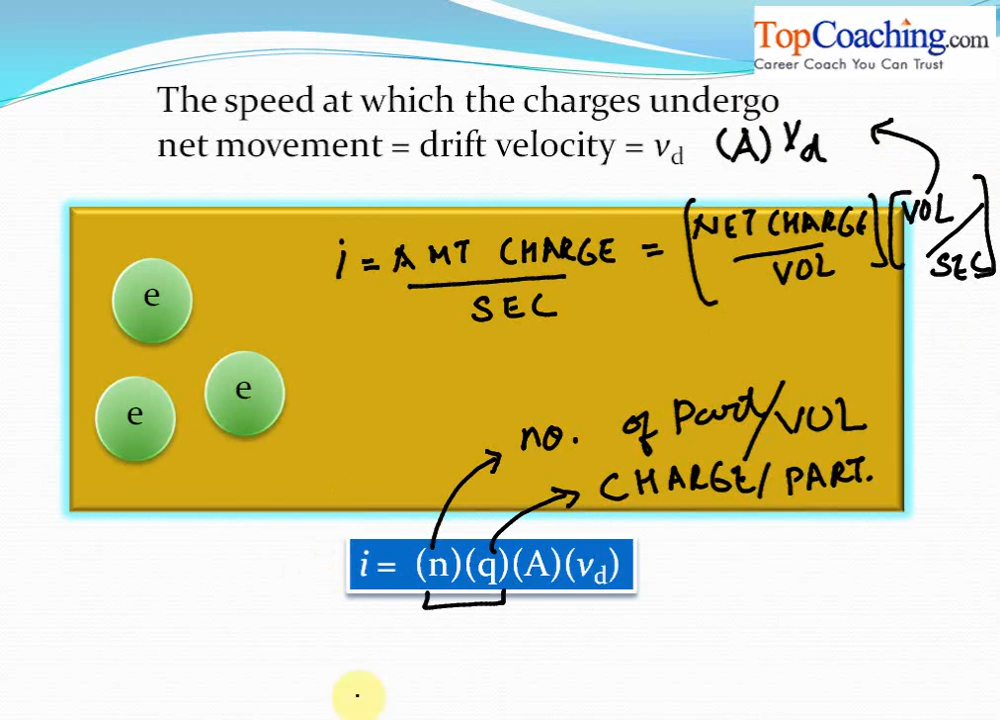 TopCoaching.com
Career Coach You Can Trust
The speed at which the charges undergo
net movement = drift velocity = vd (A) Vd
i = AMT CHARGE / SEC = [NET CHARGE / VOL] [VOL / SEC]
e
e
e
no. of Part/VOL
CHARGE/PART.
i = (n)(q)(A)(vd)